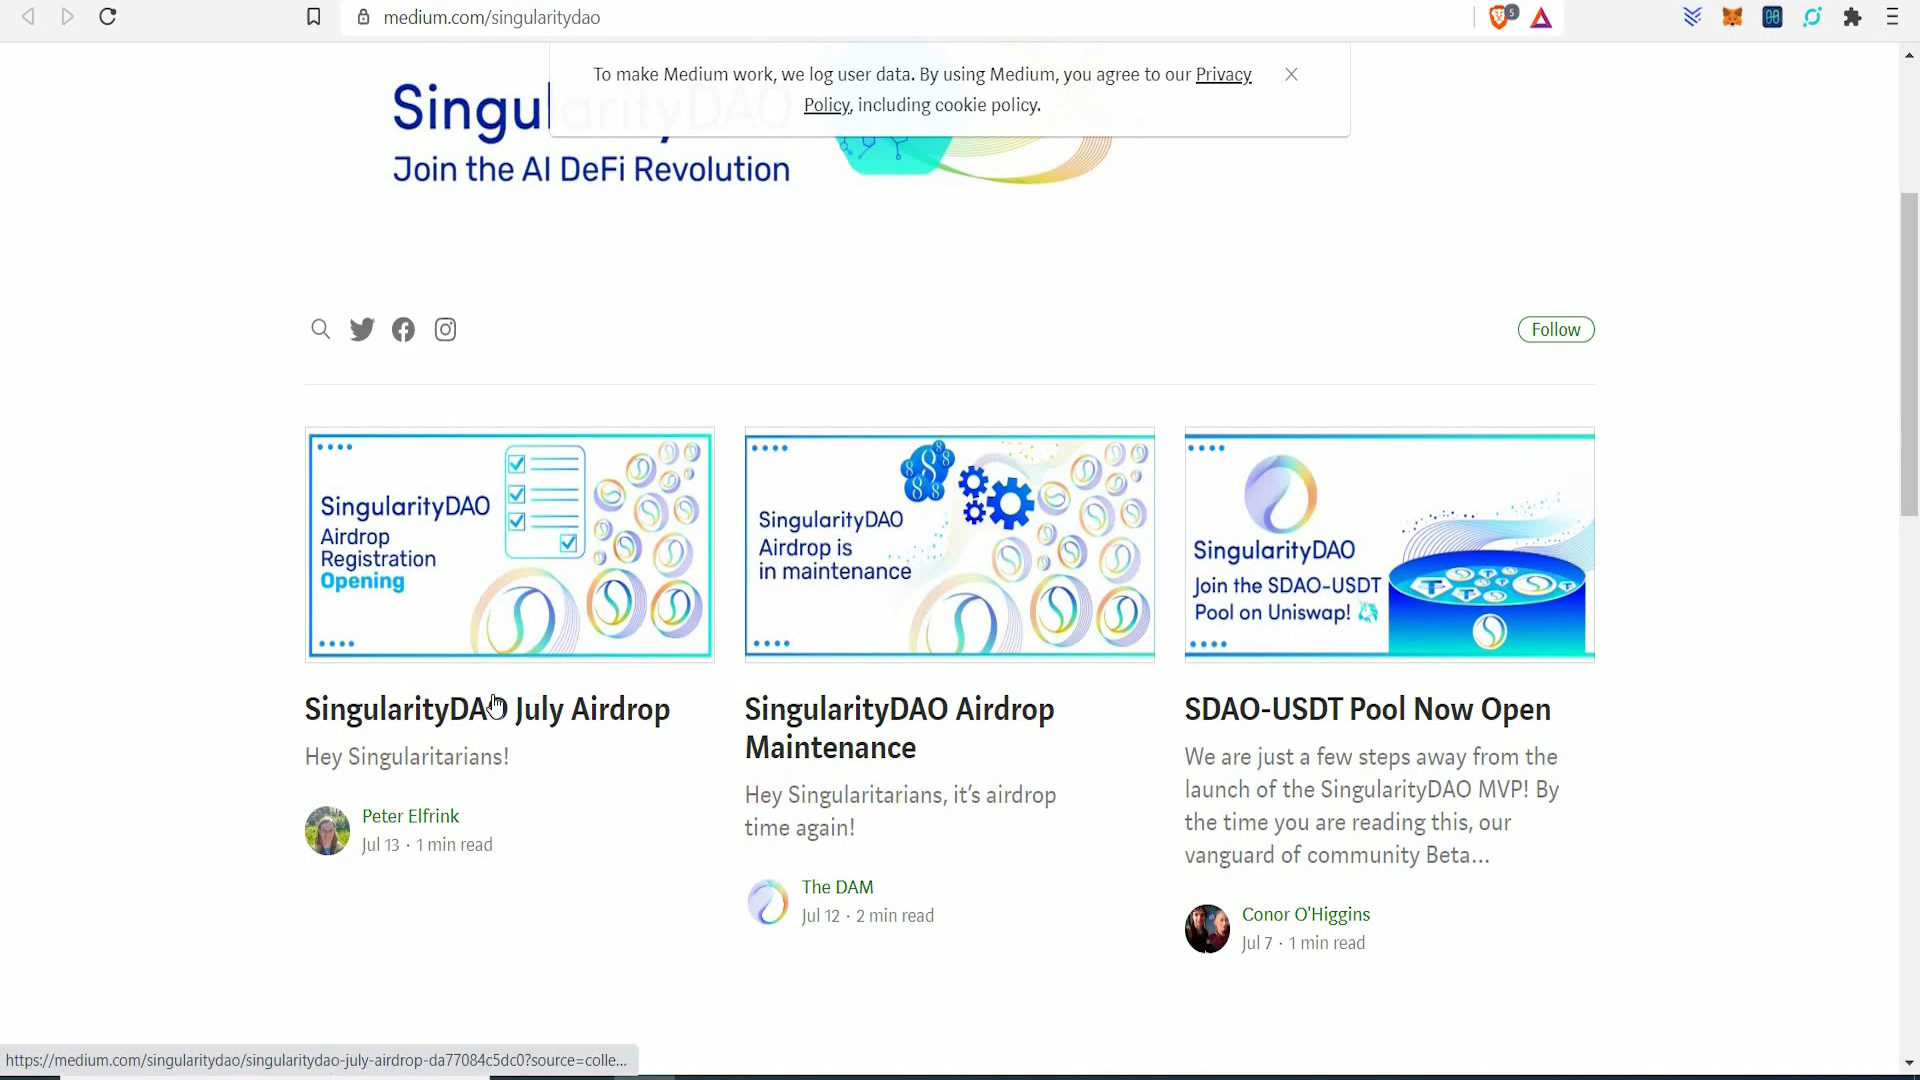 medium.com/singularitydao
5
To make Medium work, we log user data. By using Medium, you agree to our Privacy
Policy, including cookie policy.
SingularityDAO
Join the AI DeFi Revolution
Follow
SingularityDAO
Airdrop
Registration
Opening
SingularityDAO
Airdrop is
in maintenance
SingularityDAO
Join the SDAO-USDT
Pool on Uniswap!
SingularityDAO July Airdrop
Hey Singularitarians!
Peter Elfrink
Jul 13 · 1 min read
SingularityDAO Airdrop
Maintenance
Hey Singularitarians, it’s airdrop
time again!
The DAM
Jul 12 · 2 min read
SDAO-USDT Pool Now Open
We are just a few steps away from the
launch of the SingularityDAO MVP! By
the time you are reading this, our
vanguard of community Beta...
Conor O'Higgins
Jul 7 · 1 min read
https://medium.com/singularitydao/singularitydao-july-airdrop-da77084c5dc0?source=colle...